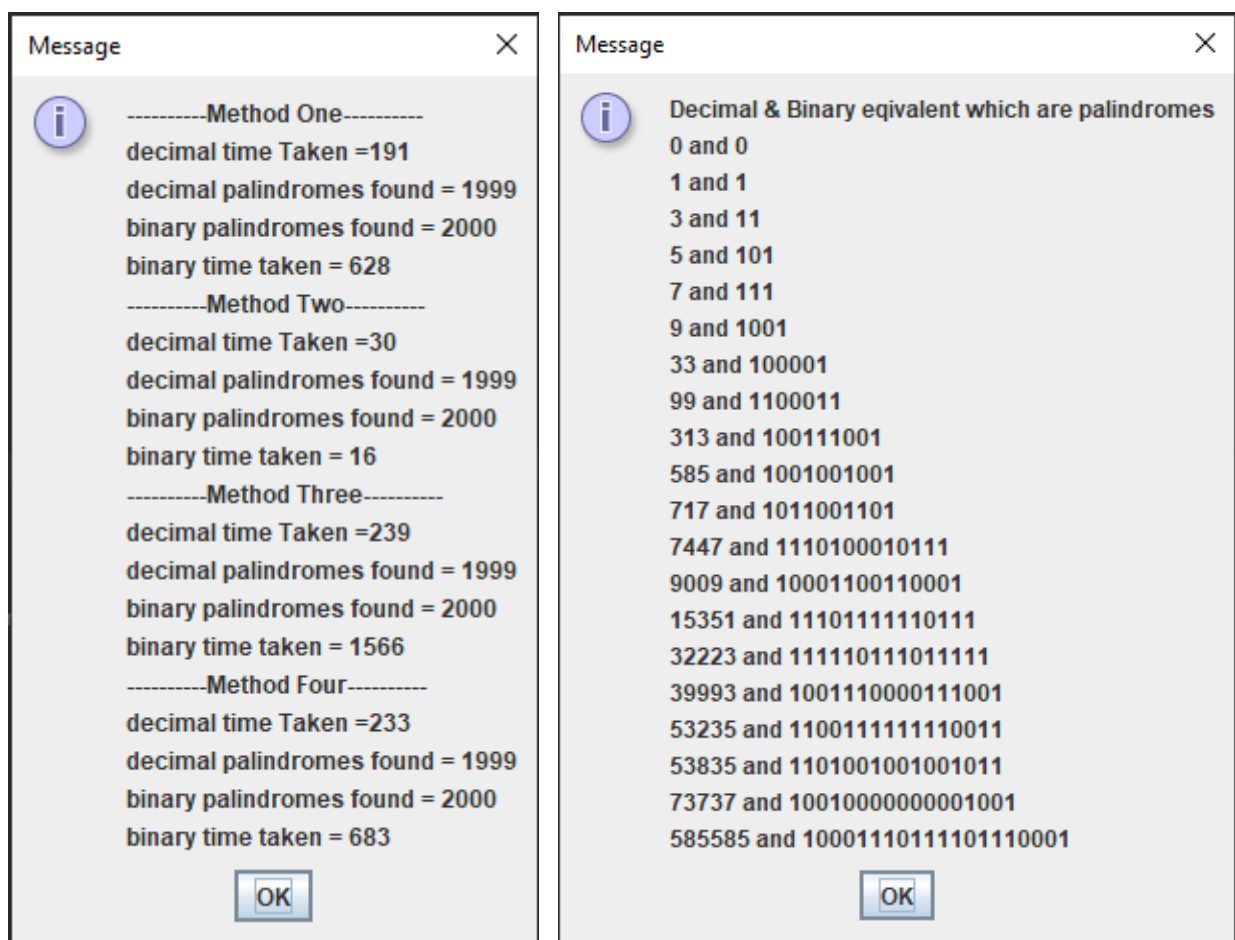 Message
----------Method One----------
decimal time Taken =191
decimal palindromes found = 1999
binary palindromes found = 2000
binary time taken = 628
----------Method Two----------
decimal time Taken =30
decimal palindromes found = 1999
binary palindromes found = 2000
binary time taken = 16
----------Method Three----------
decimal time Taken =239
decimal palindromes found = 1999
binary palindromes found = 2000
binary time taken = 1566
----------Method Four----------
decimal time Taken =233
decimal palindromes found = 1999
binary palindromes found = 2000
binary time taken = 683
OK
Message
Decimal & Binary eqivalent which are palindromes
0 and 0
1 and 1
3 and 11
5 and 101
7 and 111
9 and 1001
33 and 100001
99 and 1100011
313 and 100111001
585 and 1001001001
717 and 1011001101
7447 and 1110100010111
9009 and 10001100110001
15351 and 11101111110111
32223 and 111110111011111
39993 and 1001110000111001
53235 and 1100111111110011
53835 and 1101001001001011
73737 and 10010000000001001
585585 and 10001110111101110001
OK